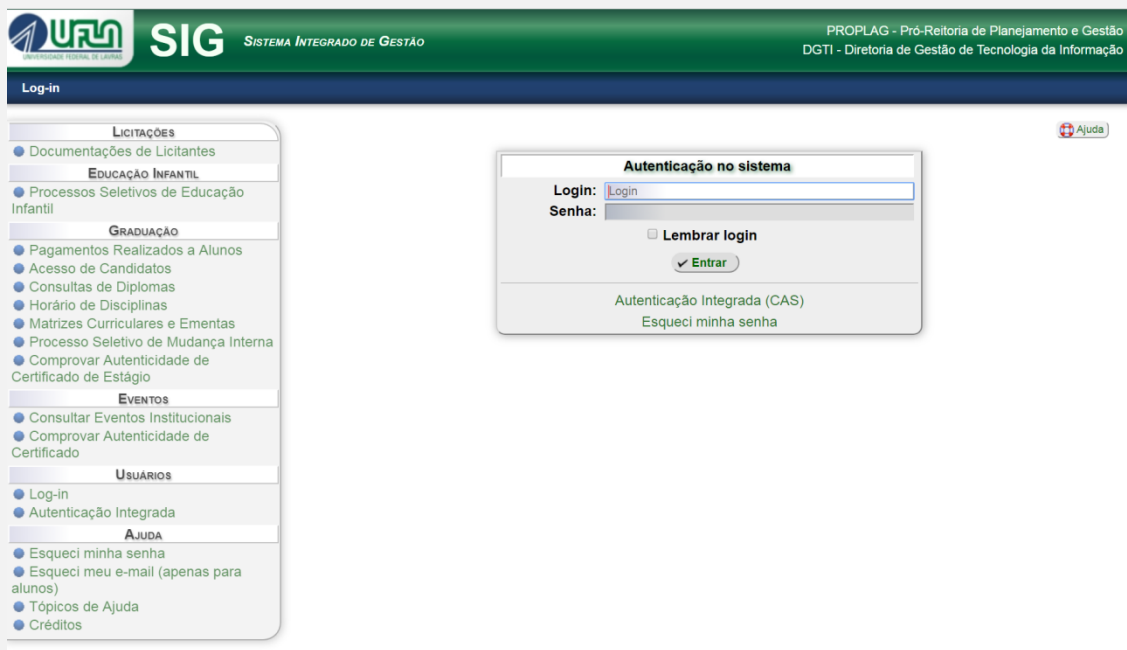 UFLA
UNIVERSIDADE FEDERAL DE LAVRAS
SIG SISTEMA INTEGRADO DE GESTÃO
PROPLAG - Pró-Reitoria de Planejamento e Gestão
DGTI - Diretoria de Gestão de Tecnologia da Informação
Log-in
LICITAÇÕES
Documentações de Licitantes
EDUCAÇÃO INFANTIL
Processos Seletivos de Educação
Infantil
GRADUAÇÃO
Pagamentos Realizados a Alunos
Acesso de Candidatos
Consultas de Diplomas
Horário de Disciplinas
Matrizes Curriculares e Ementas
Processo Seletivo de Mudança Interna
Comprovar Autenticidade de
Certificado de Estágio
EVENTOS
Consultar Eventos Institucionais
Comprovar Autenticidade de
Certificado
USUÁRIOS
Log-in
Autenticação Integrada
AJUDA
Esqueci minha senha
Esqueci meu e-mail (apenas para
alunos)
Tópicos de Ajuda
Créditos
Ajuda
Autenticação no sistema
Login: Login
Senha:
Lembrar login
Entrar
Autenticação Integrada (CAS)
Esqueci minha senha